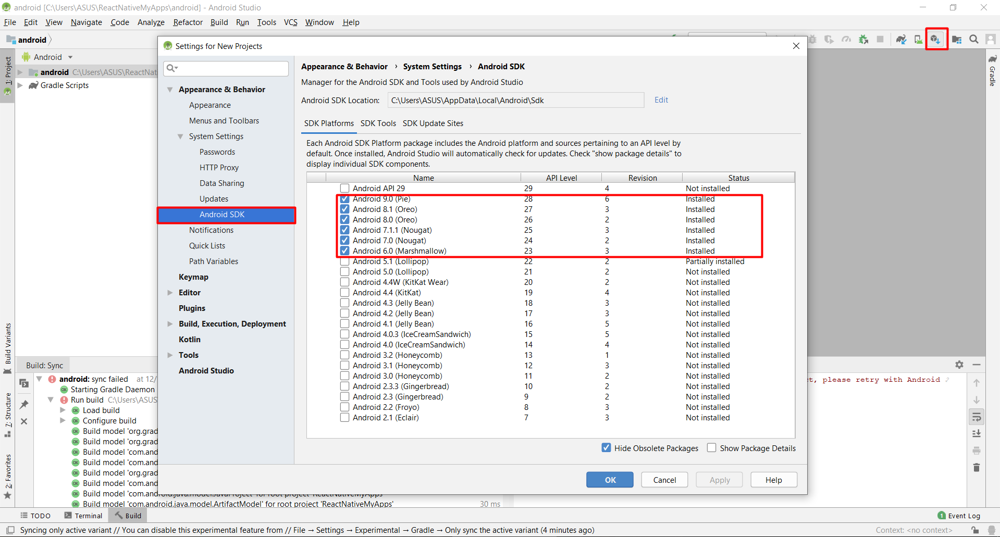 android [C:\Users\ASUS\ReactNativeMyApps\android] - Android Studio
File Edit View Navigate Code Analyze Refactor Build Run Tools VCS Window Help
android
Android
android C:\Users\ASUS\ReactNat
Gradle Scripts
1: Project
Build Variants
7: Structure
2: Favorites
Gradle
Settings for New Projects
Appearance & Behavior
Appearance
Menus and Toolbars
System Settings
Passwords
HTTP Proxy
Data Sharing
Updates
Android SDK
Notifications
Quick Lists
Path Variables
Keymap
Editor
Plugins
Build, Execution, Deployment
Kotlin
Tools
Android Studio
Appearance & Behavior › System Settings › Android SDK
Manager for the Android SDK and Tools used by Android Studio
Android SDK Location: C:\Users\ASUS\AppData\Local\Android\Sdk Edit
SDK Platforms SDK Tools SDK Update Sites
Each Android SDK Platform package includes the Android platform and sources pertaining to an API level by
default. Once installed, Android Studio will automatically check for updates. Check "show package details" to
display individual SDK components.
Name API Level Revision Status
Android API 29 29 4 Not installed
Android 9.0 (Pie) 28 6 Installed
Android 8.1 (Oreo) 27 3 Installed
Android 8.0 (Oreo) 26 2 Installed
Android 7.1.1 (Nougat) 25 3 Installed
Android 7.0 (Nougat) 24 2 Installed
Android 6.0 (Marshmallow) 23 3 Installed
Android 5.1 (Lollipop) 22 2 Partially installed
Android 5.0 (Lollipop) 21 2 Not installed
Android 4.4W (KitKat Wear) 20 2 Not installed
Android 4.4 (KitKat) 19 4 Not installed
Android 4.3 (Jelly Bean) 18 3 Not installed
Android 4.2 (Jelly Bean) 17 3 Not installed
Android 4.1 (Jelly Bean) 16 5 Not installed
Android 4.0.3 (IceCreamSandwich) 15 5 Not installed
Android 4.0 (IceCreamSandwich) 14 4 Not installed
Android 3.2 (Honeycomb) 13 1 Not installed
Android 3.1 (Honeycomb) 12 3 Not installed
Android 3.0 (Honeycomb) 11 2 Not installed
Android 2.3.3 (Gingerbread) 10 2 Not installed
Android 2.3 (Gingerbread) 9 2 Not installed
Android 2.2 (Froyo) 8 3 Not installed
Android 2.1 (Eclair) 7 3 Not installed
Hide Obsolete Packages Show Package Details
OK Cancel Apply Help
Build: Sync
android: sync failed at 12/
Starting Gradle Daemon
Run build C:\Users\ASUS
Load build
Configure build
Build model 'org.grad
Build model 'org.grad
Build model 'com.and
Build model 'com.and
Build model 'org.grad
Build model 'com.and
Build model 'com.android.java.model.JavaProject' for root project 'ReactNativeMyApps'
Build model 'com.android.java.model.ArtifactModel' for root project 'ReactNativeMyApps' 30 ms
ct, please retry with Android
TODO Terminal Build
1 Event Log
Syncing only active variant // You can disable this experimental feature from // File → Settings → Experimental → Gradle → Only sync the active variant (4 minutes ago)
Context: <no context>